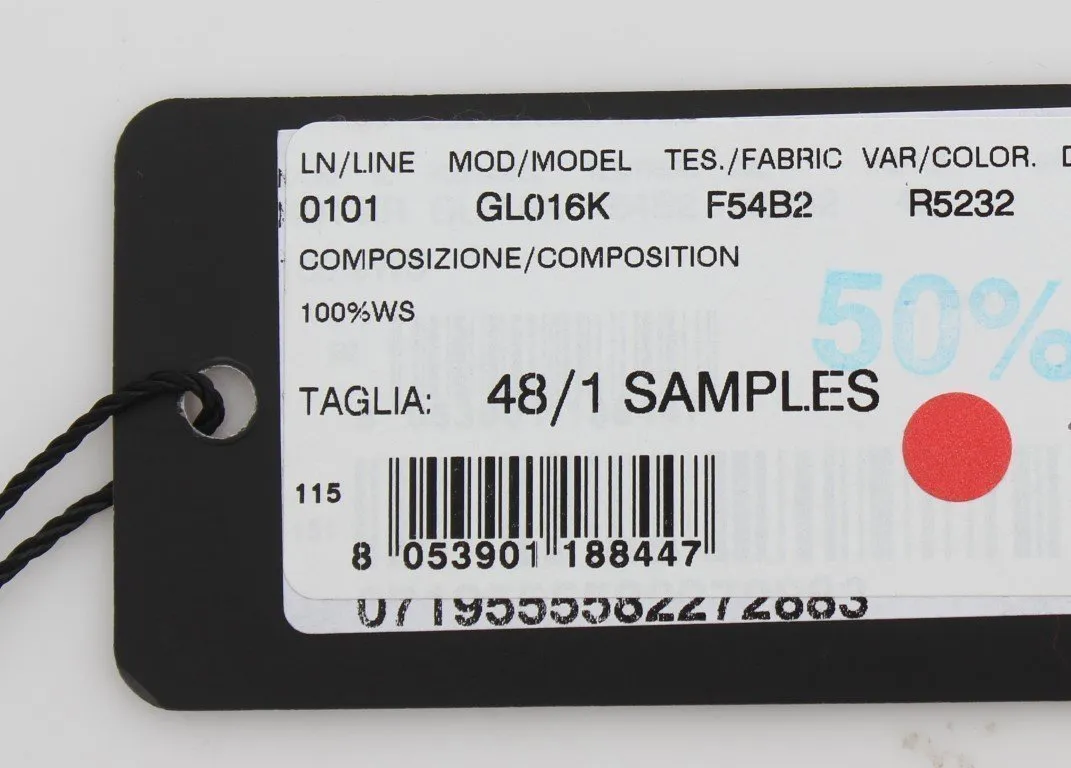 LN/LINE MOD/MODEL TES./FABRIC VAR/COLOR. D
0101 GL016K F54B2 R5232
COMPOSIZIONE/COMPOSITION
50%
100%WS
TAGLIA: 48/1 SAMPLES
115
8 053901 188447